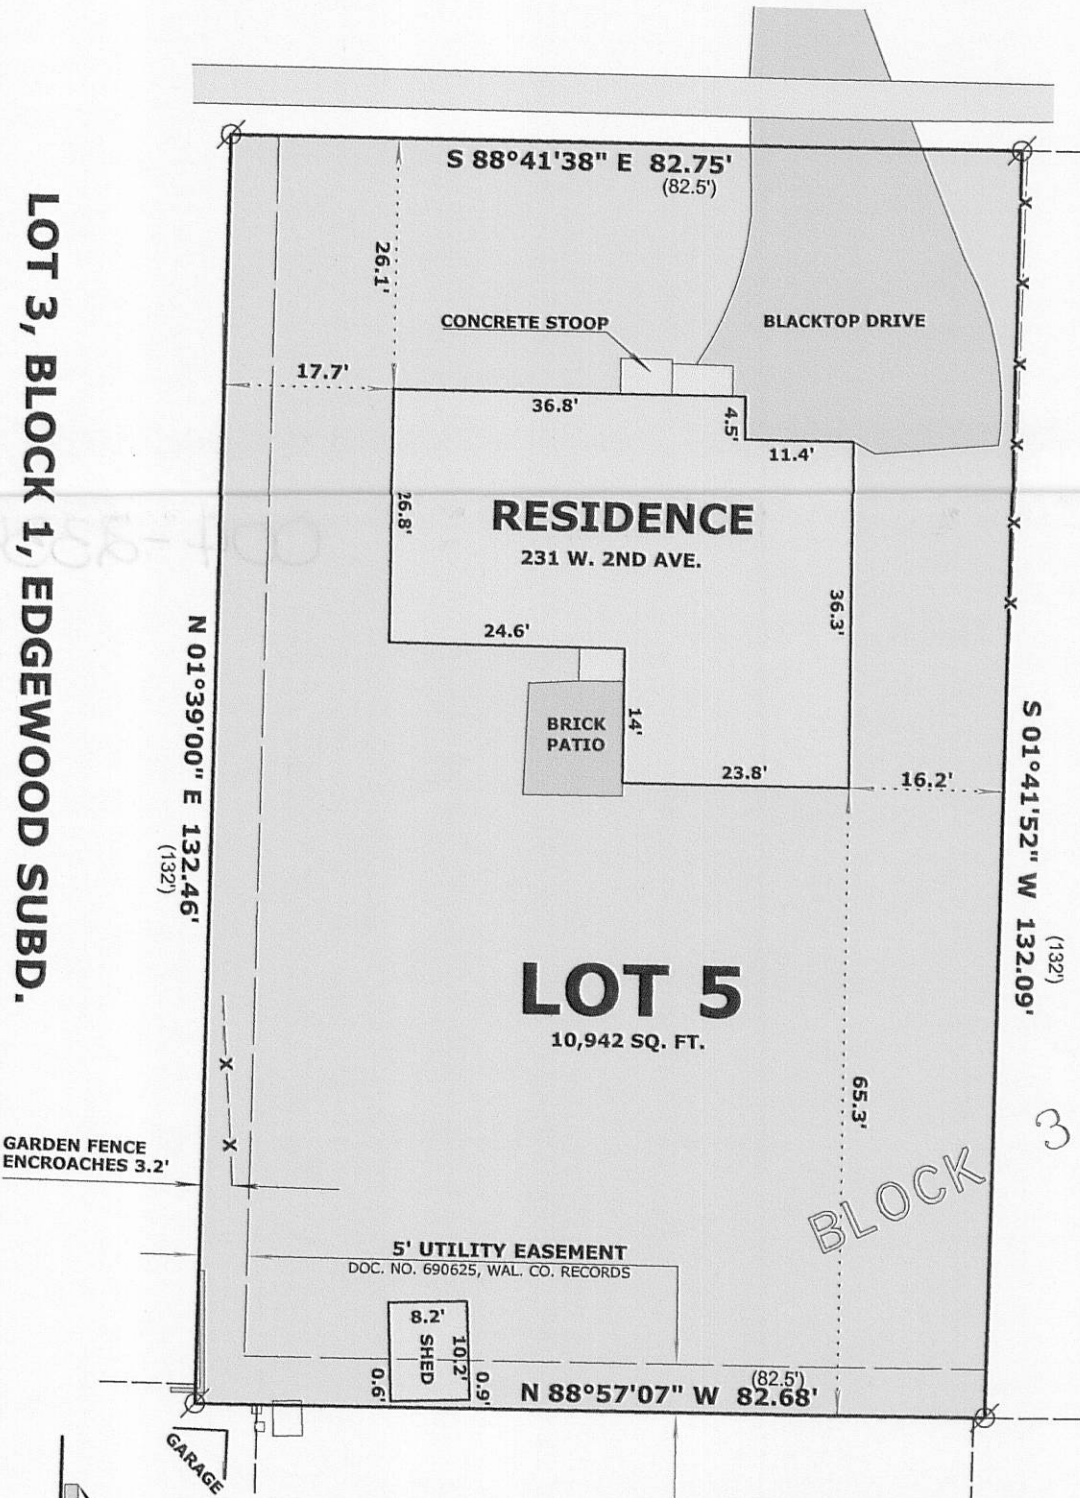 S 88°41'38" E 82.75'
(82.5')
26.1'
CONCRETE STOOP
BLACKTOP DRIVE
17.7'
36.8'
4.5'
11.4'
26.8'
RESIDENCE
231 W. 2ND AVE.
36.3'
24.6'
BRICK
PATIO
14'
23.8'
16.2'
LOT 3, BLOCK 1, EDGEWOOD SUBD.
N 01°39'00" E 132.46'
(132')
S 01°41'52" W 132.09'
(132')
LOT 5
10,942 SQ. FT.
65.3'
3
BLOCK
GARDEN FENCE
ENCROACHES 3.2'
5' UTILITY EASEMENT
DOC. NO. 690625, WAL. CO. RECORDS
8.2'
SHED
10.2'
0.6'
0.9'
(82.5')
N 88°57'07" W 82.68'
GARAGE